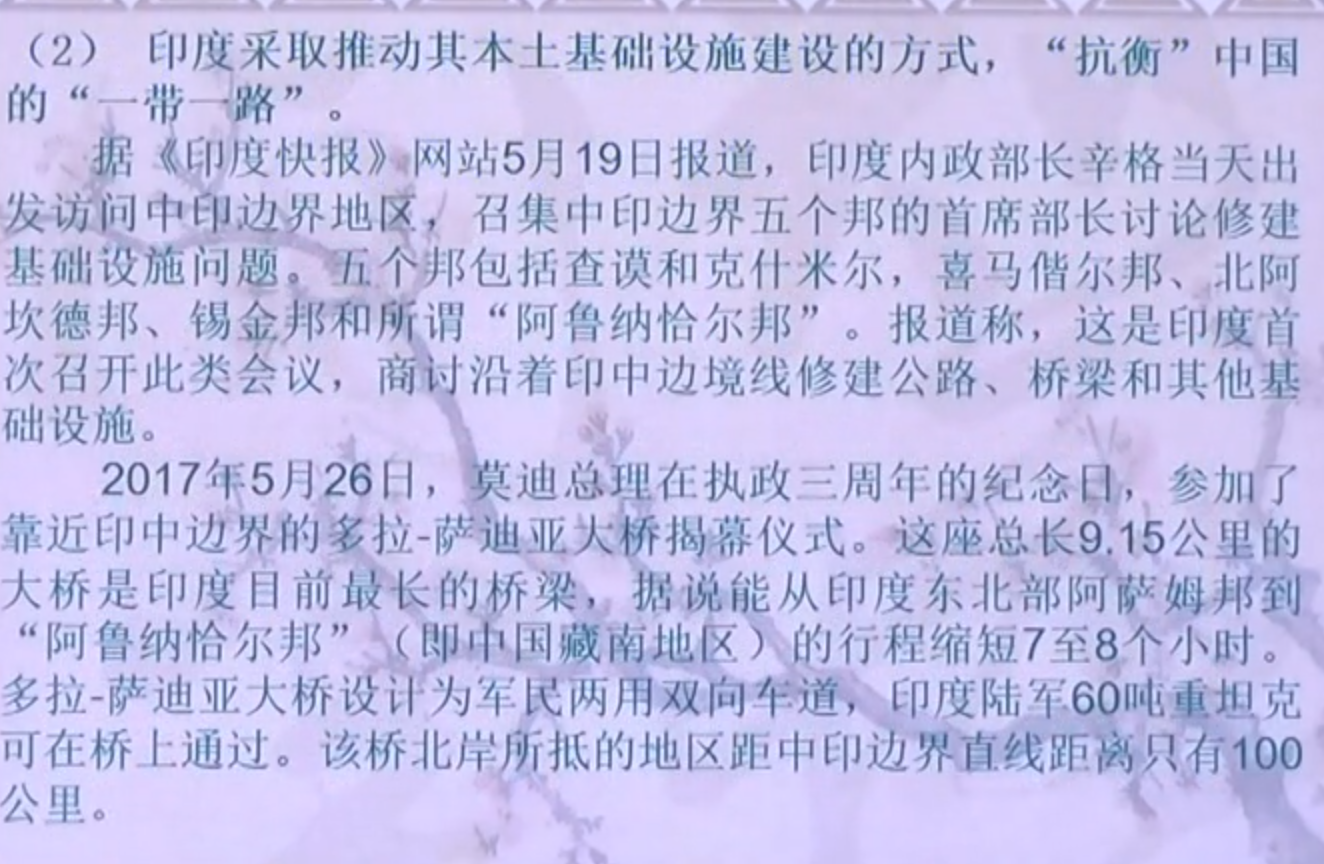 （2） 印度采取推动其本土基础设施建设的方式，“抗衡”中国
的“一带一路”。
据《印度快报》网站5月19日报道，印度内政部长辛格当天出
发访问中印边界地区，召集中印边界五个邦的首席部长讨论修建
基础设施问题。五个邦包括查谟和克什米尔，喜马偕尔邦、北阿
坎德邦、锡金邦和所谓“阿鲁纳恰尔邦”。报道称，这是印度首
次召开此类会议，商讨沿着印中边境线修建公路、桥梁和其他基
础设施。
2017年5月26日，莫迪总理在执政三周年的纪念日，参加了
靠近印中边界的多拉-萨迪亚大桥揭幕仪式。这座总长9.15公里的
大桥是印度目前最长的桥梁，据说能从印度东北部阿萨姆邦到
“阿鲁纳恰尔邦”（即中国藏南地区）的行程缩短7至8个小时。
多拉-萨迪亚大桥设计为军民两用双向车道，印度陆军60吨重坦克
可在桥上通过。该桥北岸所抵的地区距中印边界直线距离只有100
公里。